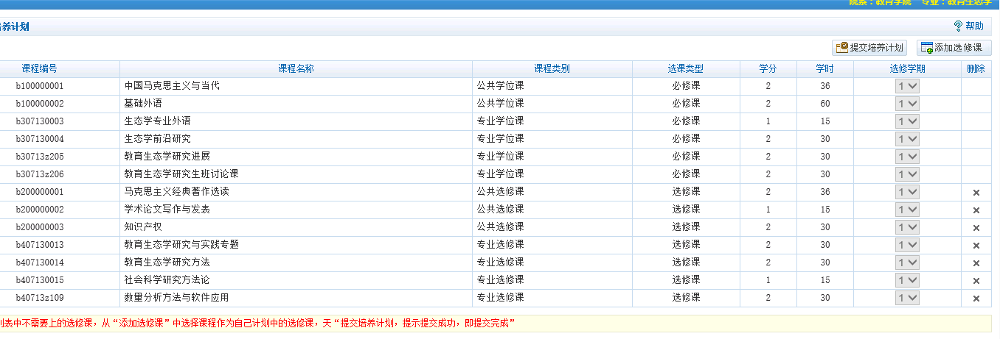 院系：教育学院 专业：教育生态学
培养计划
帮助
提交培养计划 添加选修课
课程编号 课程名称 课程类别 选课类型 学分 学时 选修学期 删除
b100000001 中国马克思主义与当代 公共学位课 必修课 2 36 1
b100000002 基础外语 公共学位课 必修课 2 60 1
b307130003 生态学专业外语 专业学位课 必修课 1 15 1
b307130004 生态学前沿研究 专业学位课 必修课 2 30 1
b30713z205 教育生态学研究进展 专业学位课 必修课 2 30 1
b30713z206 教育生态学研究生班讨论课 专业学位课 必修课 2 30 1
b200000001 马克思主义经典著作选读 公共选修课 选修课 2 36 1
b200000002 学术论文写作与发表 公共选修课 选修课 1 15 1
b200000003 知识产权 公共选修课 选修课 2 30 1
b407130013 教育生态学研究与实践专题 专业选修课 选修课 2 30 1
b407130014 教育生态学研究方法 专业选修课 选修课 2 30 1
b407130015 社会科学研究方法论 专业选修课 选修课 1 15 1
b40713z109 数量分析方法与软件应用 专业选修课 选修课 2 30 1
列表中不需要上的选修课，从“添加选修课”中选择课程作为自己计划中的选修课，天“提交培养计划，提示提交成功，即提交完成”